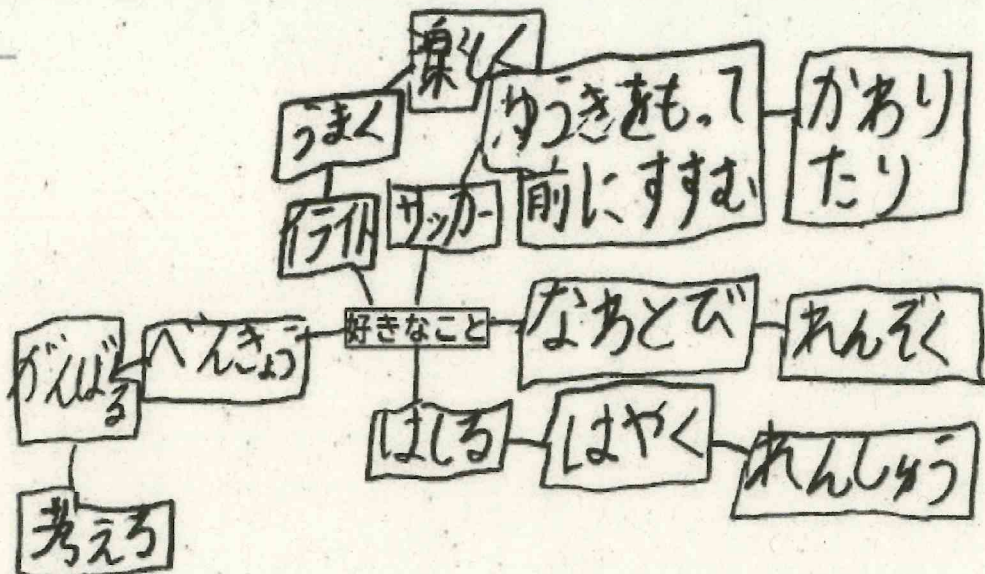 楽しく
うまく
ゆうきをもって
前にすすむ
かわり
たり
イライト
サッカー
好きなこと
なわとび
れんぞく
べんきょう
がんばる
はしる
はやく
れんしゅう
考えろ